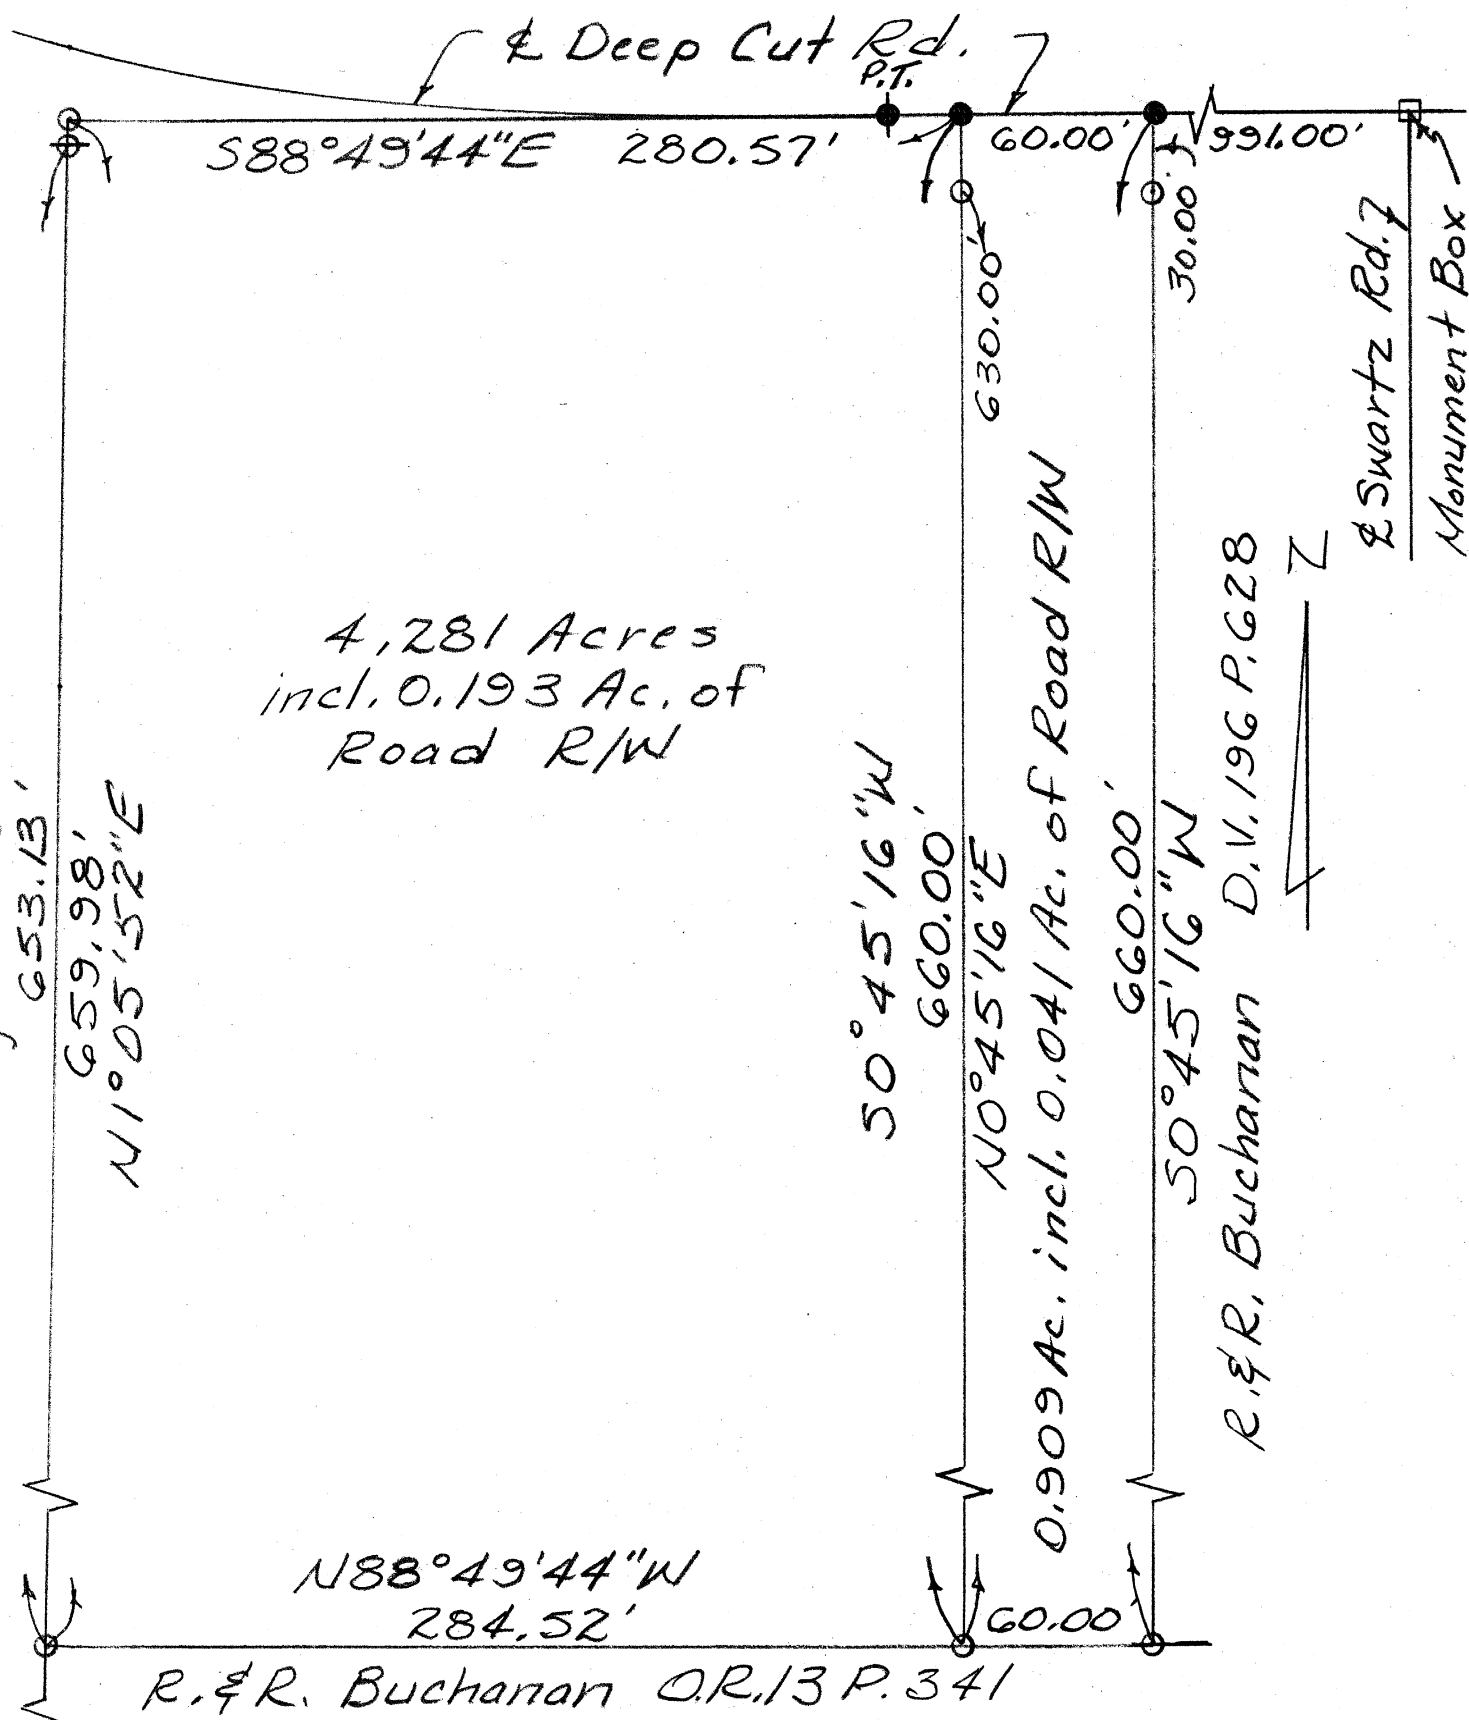 ℄ Deep Cut Rd.
P.T.
S88°49'44"E 280.57'
60.00'
991.00'
30.00'
630.00'
℄ Swartz Rd.
Monument Box
4.281 Acres
incl. 0.193 Ac. of
Road R/W
653.13'
659.98'
N1°05'52"E
S0°45'16"W
660.00'
N0°45'16"E
0.909 Ac. incl. 0.041 Ac. of Road R/W
660.00'
S0°45'16"W
R. & R. Buchanan D.V. 196 P. 628
N88°49'44"W
284.52'
60.00'
R. & R. Buchanan O.R. 13 P. 341